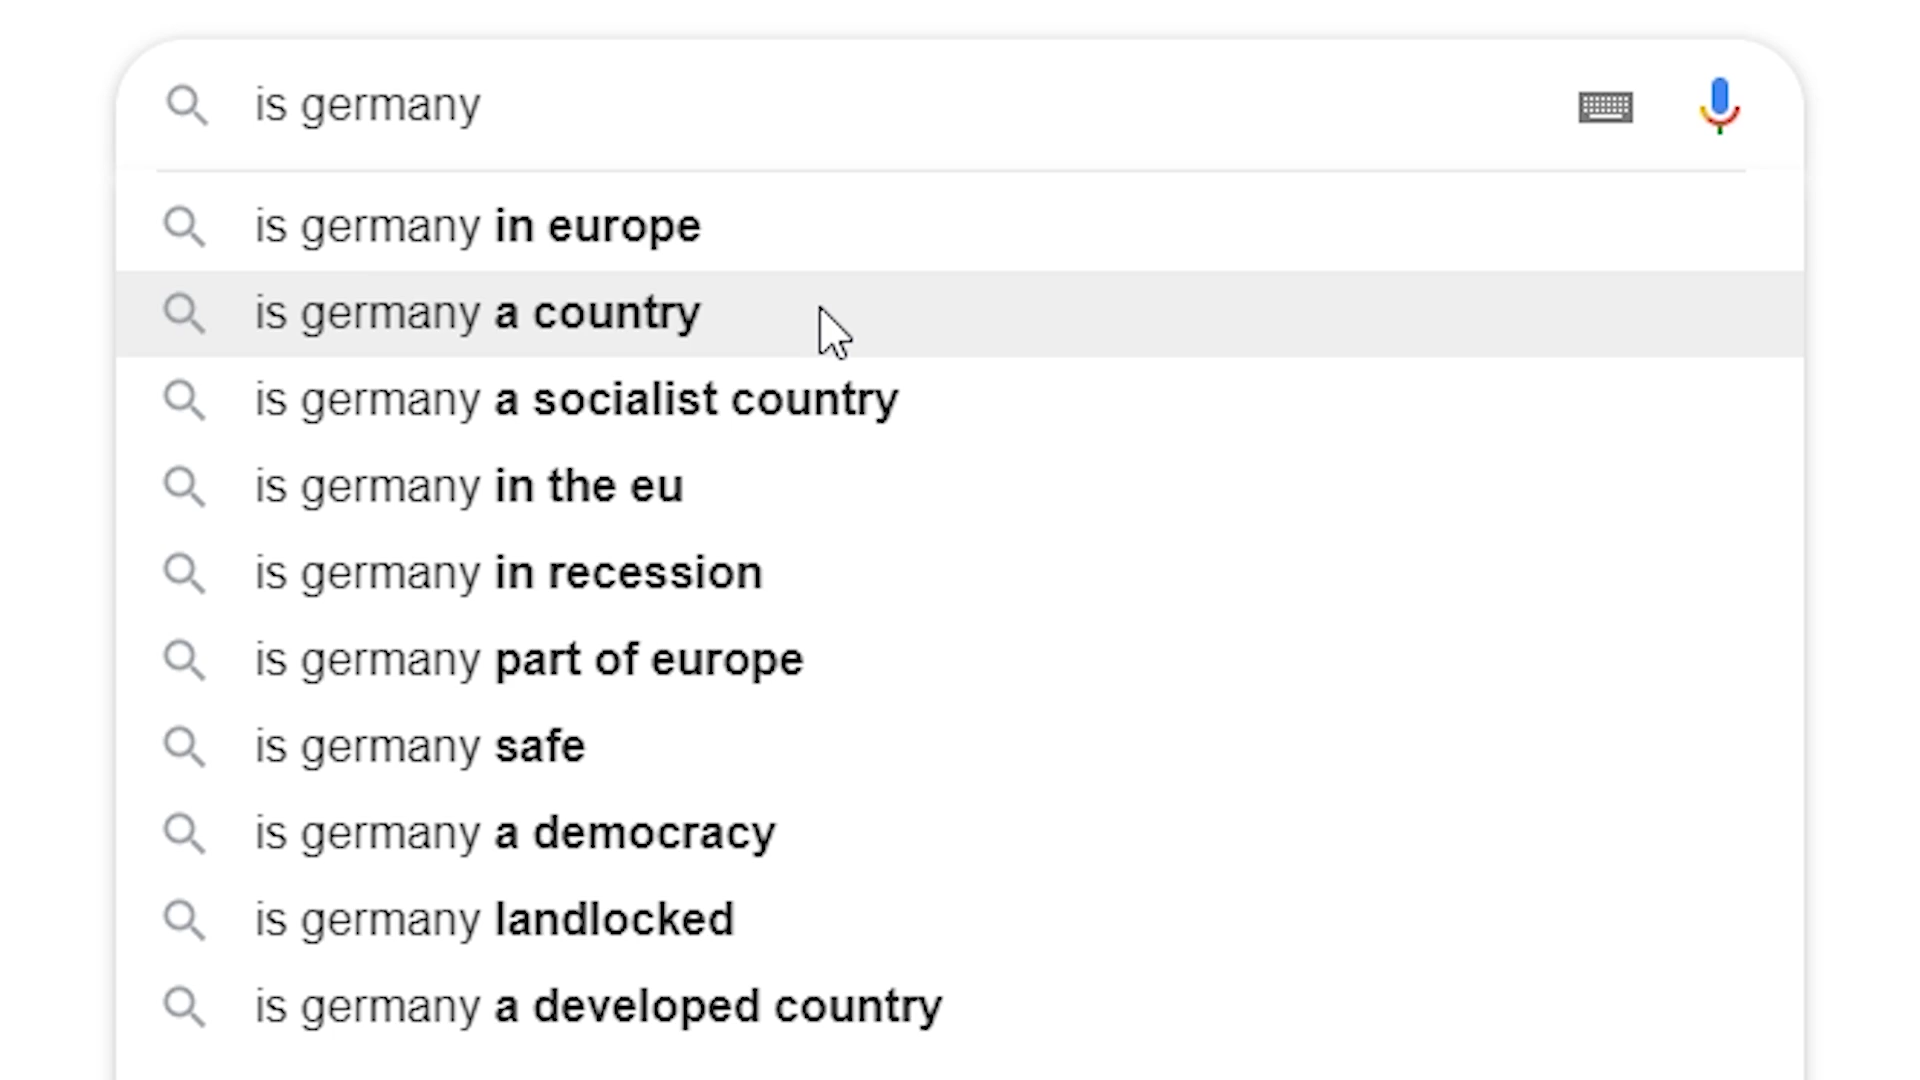 is germany
is germany in europe
is germany a country
is germany a socialist country
is germany in the eu
is germany in recession
is germany part of europe
is germany safe
is germany a democracy
is germany landlocked
is germany a developed country